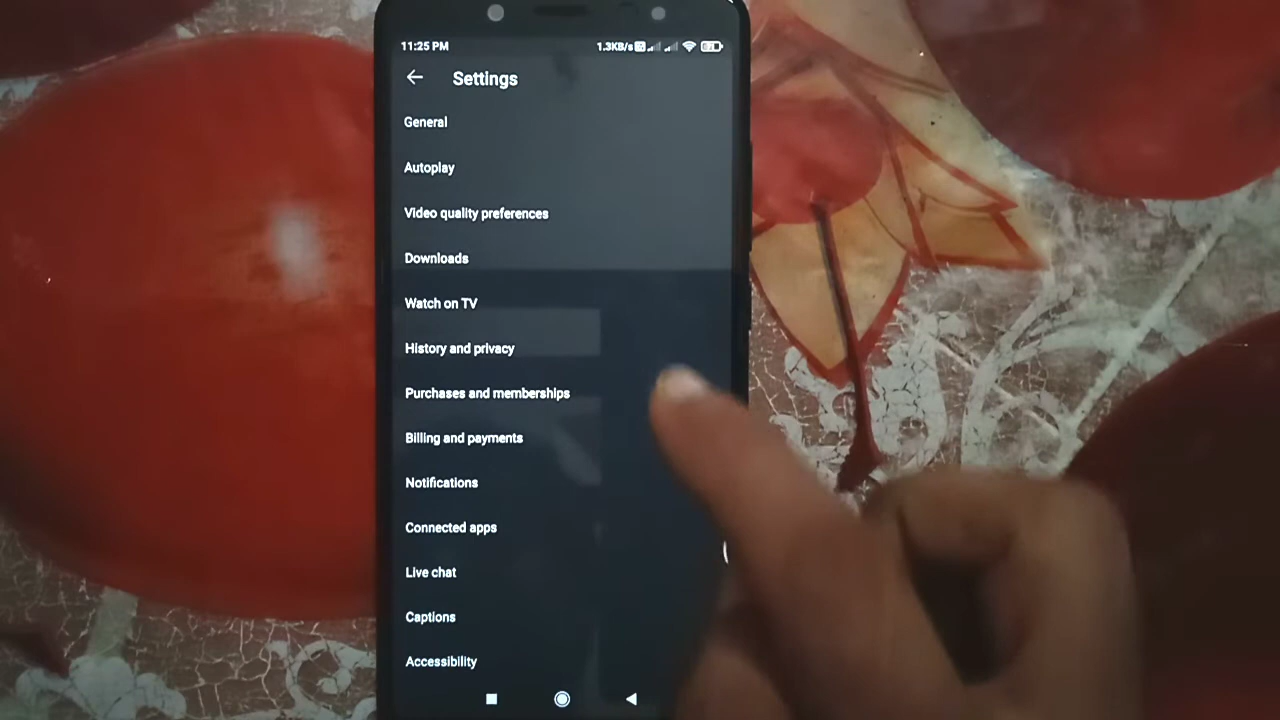 11:25 PM 1.3KB/s
Settings
General
Autoplay
Video quality preferences
Downloads
Watch on TV
History and privacy
Purchases and memberships
Billing and payments
Notifications
Connected apps
Live chat
Captions
Accessibility